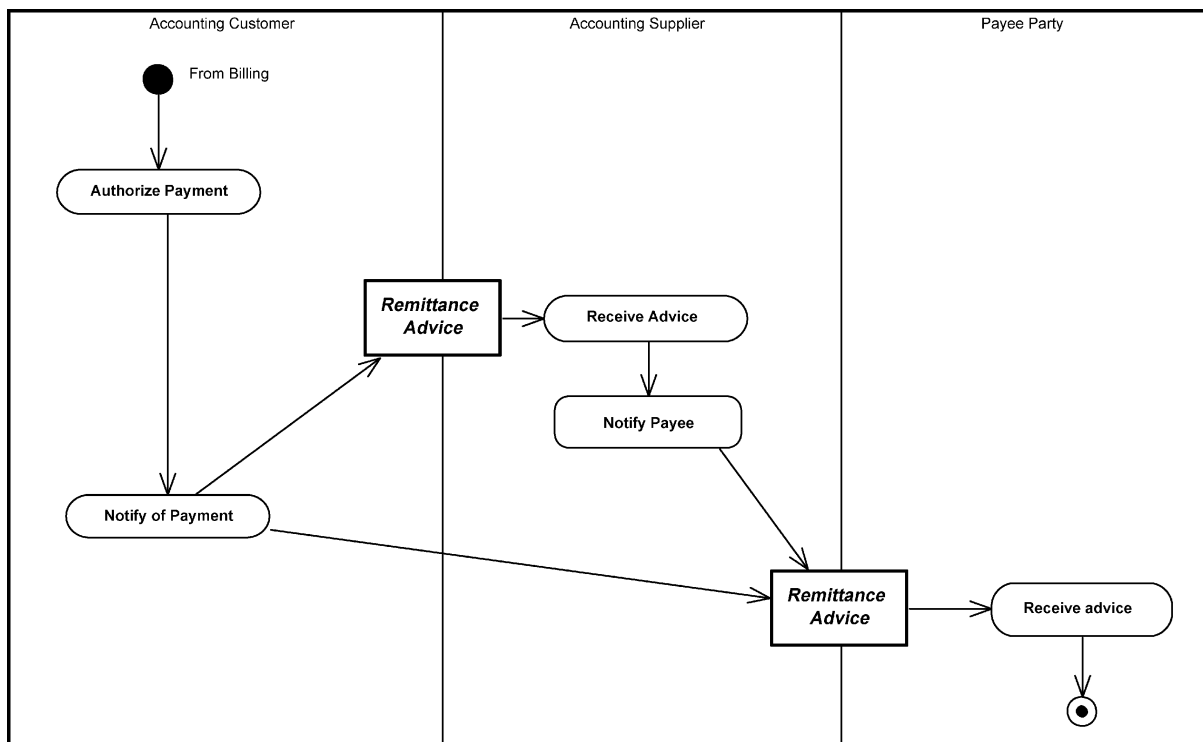 Accounting Customer
Accounting Supplier
Payee Party
From Billing
Authorize Payment
Remittance
Advice
Receive Advice
Notify Payee
Notify of Payment
Remittance
Advice
Receive advice